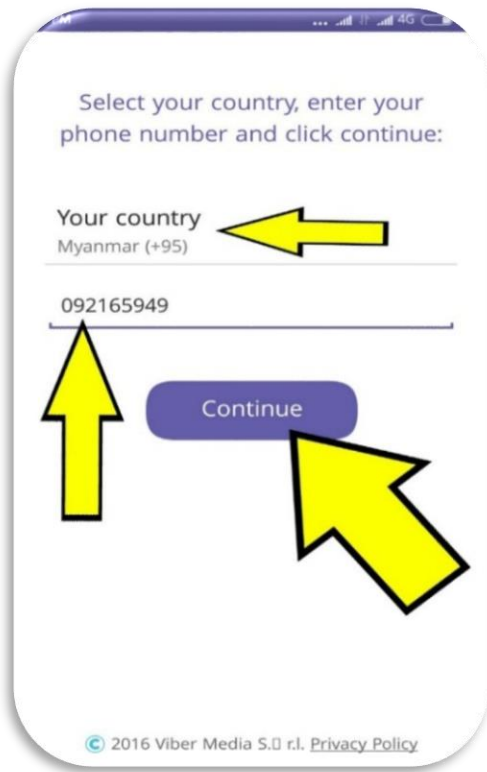 M
... 4G
Select your country, enter your
phone number and click continue:
Your country
Myanmar (+95)
092165949
Continue
© 2016 Viber Media S.▯ r.l. Privacy Policy